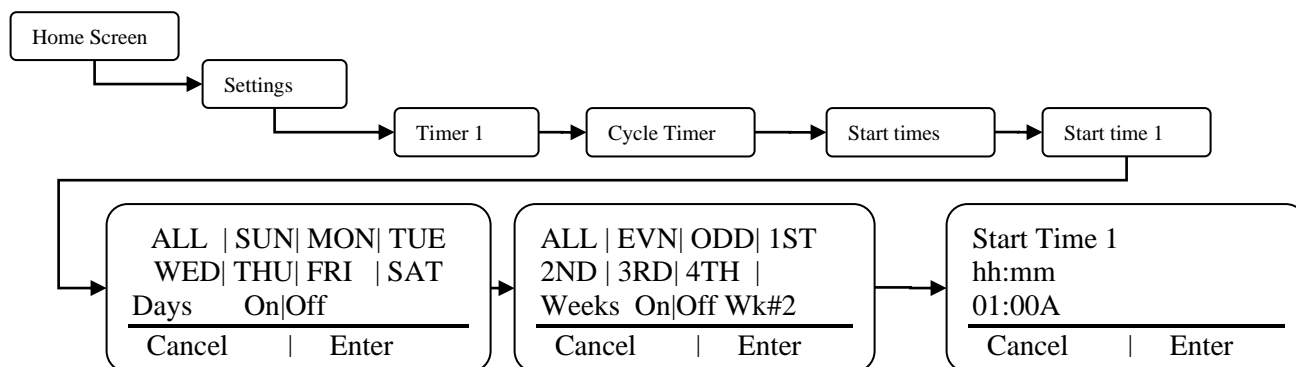 Home Screen
Settings
Timer 1
Cycle Timer
Start times
Start time 1
ALL | SUN| MON| TUE
WED| THU| FRI | SAT
Days On|Off
Cancel | Enter
ALL | EVN| ODD| 1ST
2ND | 3RD| 4TH |
Weeks On|Off Wk#2
Cancel | Enter
Start Time 1
hh:mm
01:00A
Cancel | Enter